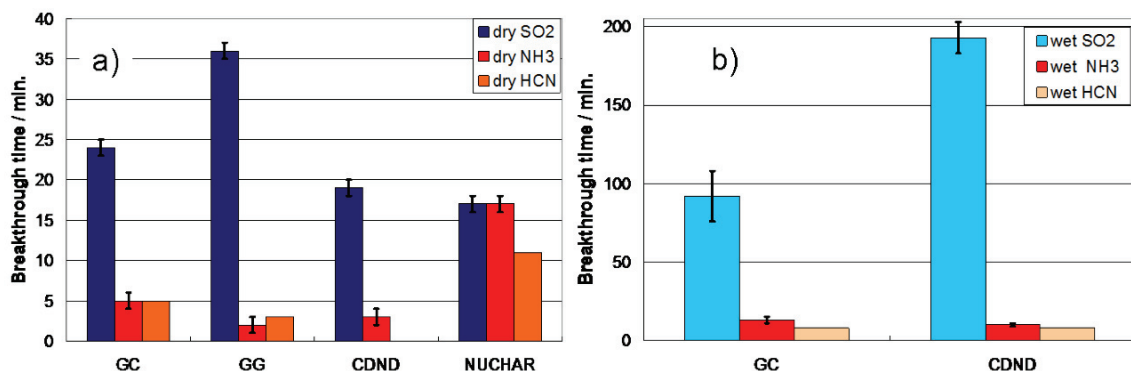 a)
dry SO2
dry NH3
dry HCN
Breakthrough time / min.
40
35
30
25
20
15
10
5
0
GC GG CDND NUCHAR
b)
wet SO2
wet NH3
wet HCN
Breakthrough time / min.
200
150
100
50
0
GC CDND